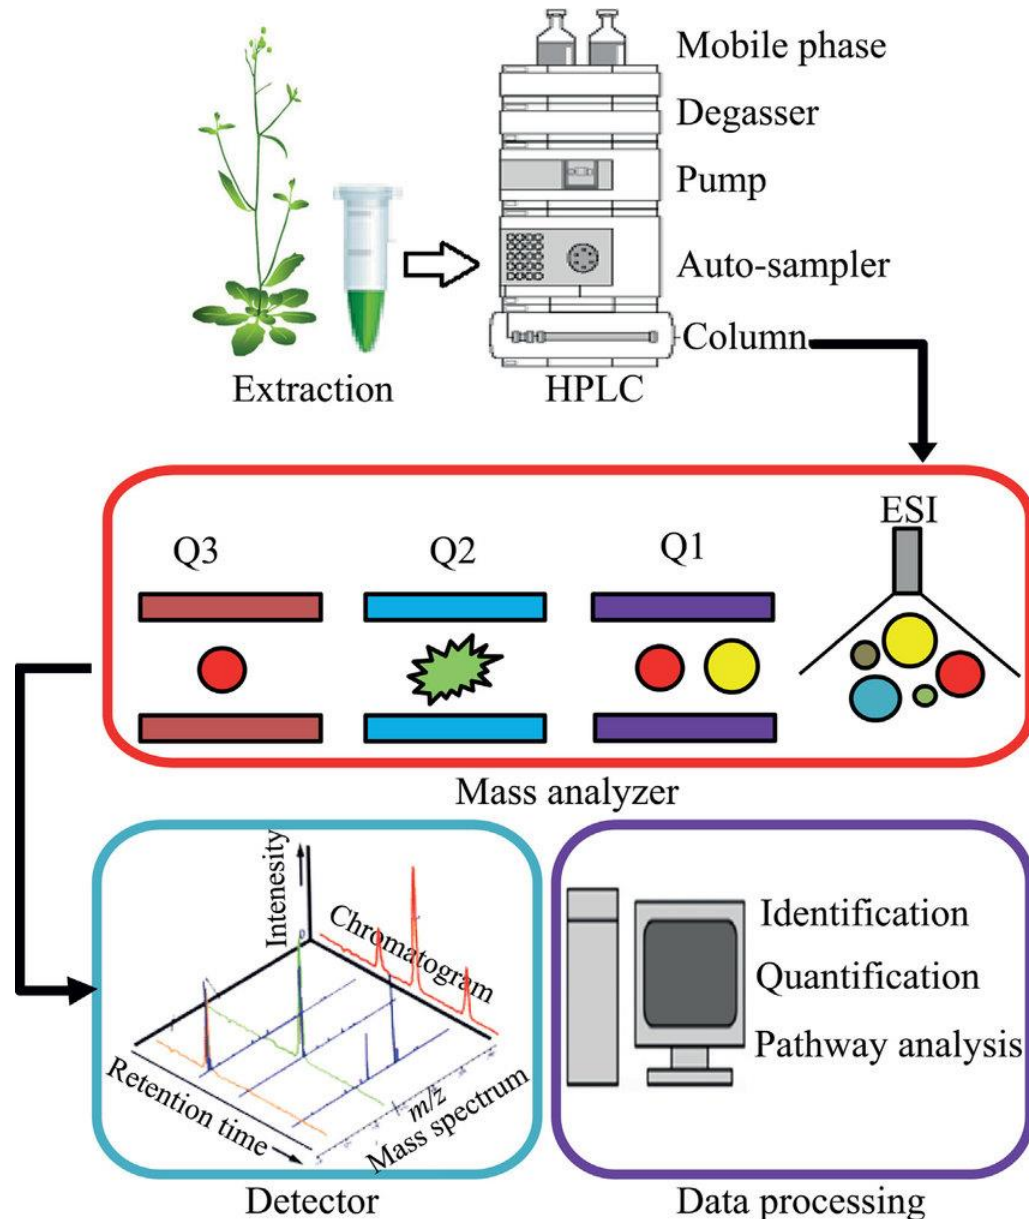 Mobile phase
Degasser
Pump
Auto-sampler
Column
Extraction
HPLC
ESI
Q3
Q2
Q1
Mass analyzer
Intenesity
Chromatogram
Retention time
m/z
Mass spectrum
Detector
Identification
Quantification
Pathway analysis
Data processing